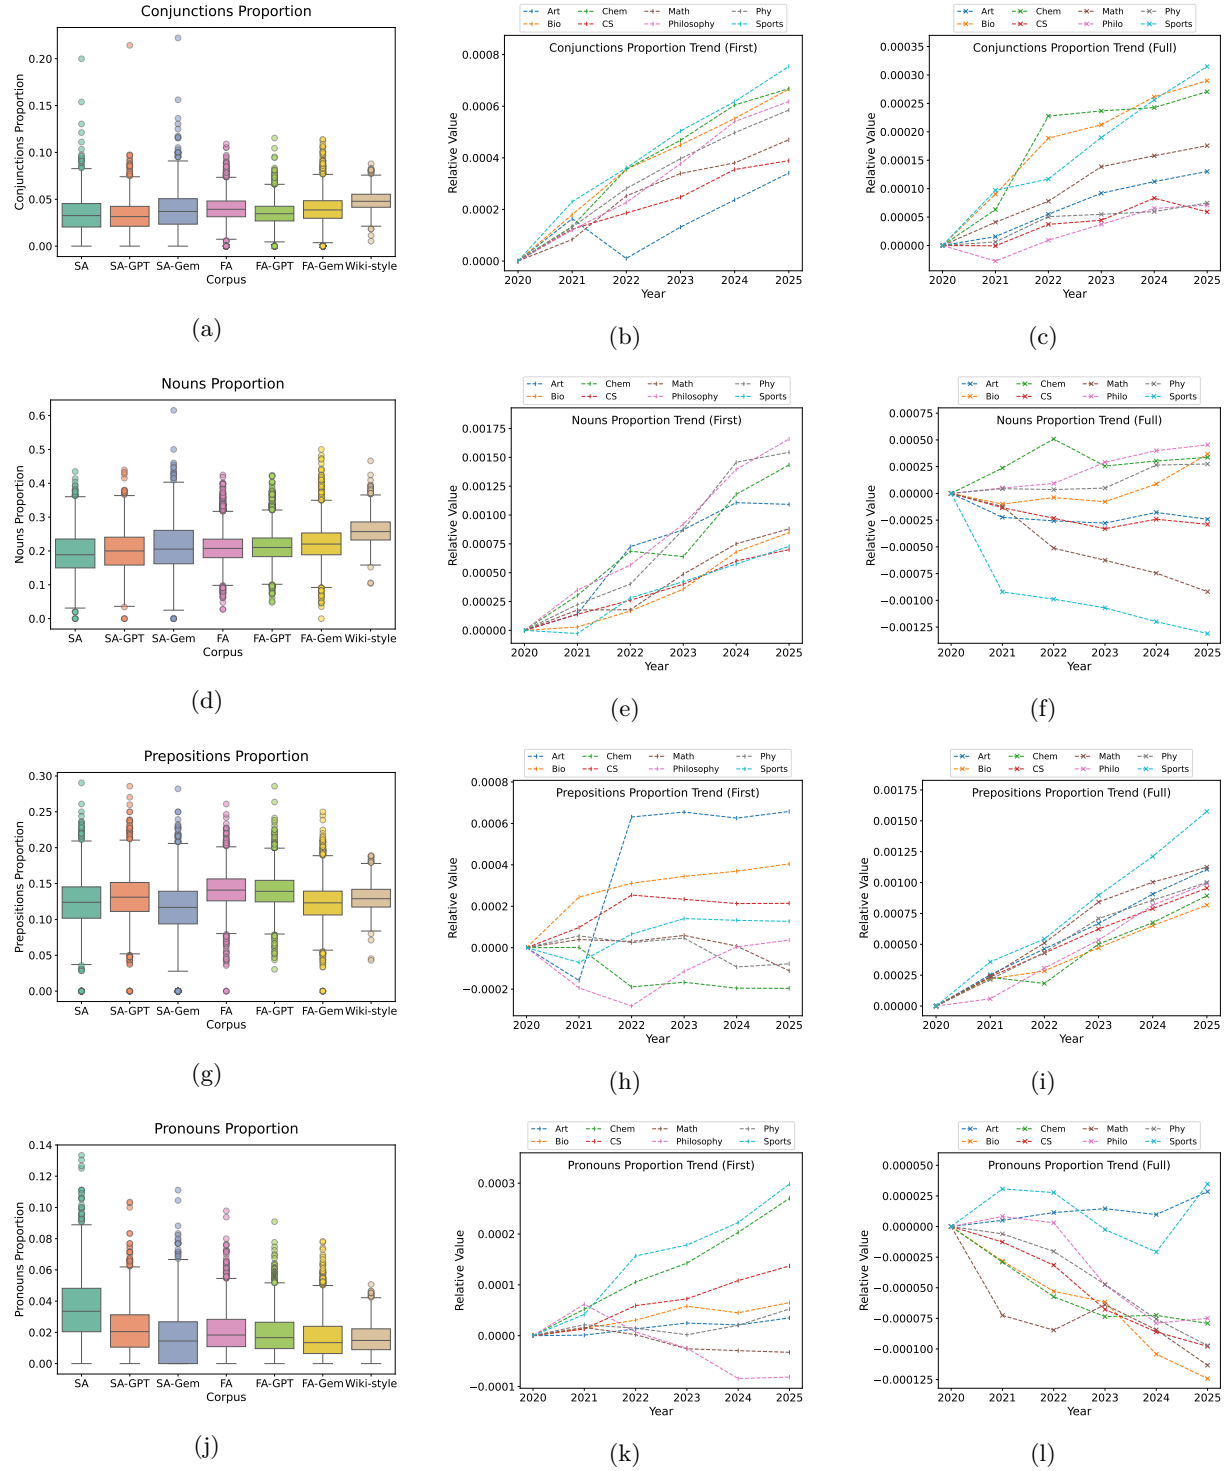 Conjunctions Proportion
Conjunctions Proportion
0.20
0.15
0.10
0.05
0.00
SA SA-GPT SA-Gem FA FA-GPT FA-Gem Wiki-style
Corpus
(a)
Art Chem Math Phy
Bio CS Philosophy Sports
Conjunctions Proportion Trend (First)
Relative Value
0.0008
0.0006
0.0004
0.0002
0.0000
2020 2021 2022 2023 2024 2025
Year
(b)
Art Chem Math Phy
Bio CS Philo Sports
Conjunctions Proportion Trend (Full)
Relative Value
0.00035
0.00030
0.00025
0.00020
0.00015
0.00010
0.00005
0.00000
2020 2021 2022 2023 2024 2025
Year
(c)
Nouns Proportion
Nouns Proportion
0.6
0.5
0.4
0.3
0.2
0.1
0.0
SA SA-GPT SA-Gem FA FA-GPT FA-Gem Wiki-style
Corpus
(d)
Art Chem Math Phy
Bio CS Philosophy Sports
Nouns Proportion Trend (First)
Relative Value
0.00175
0.00150
0.00125
0.00100
0.00075
0.00050
0.00025
0.00000
2020 2021 2022 2023 2024 2025
Year
(e)
Art Chem Math Phy
Bio CS Philo Sports
Nouns Proportion Trend (Full)
Relative Value
0.00075
0.00050
0.00025
0.00000
−0.00025
−0.00050
−0.00075
−0.00100
−0.00125
2020 2021 2022 2023 2024 2025
Year
(f)
Prepositions Proportion
Prepositions Proportion
0.30
0.25
0.20
0.15
0.10
0.05
0.00
SA SA-GPT SA-Gem FA FA-GPT FA-Gem Wiki-style
Corpus
(g)
Art Chem Math Phy
Bio CS Philosophy Sports
Prepositions Proportion Trend (First)
Relative Value
0.0008
0.0006
0.0004
0.0002
0.0000
−0.0002
2020 2021 2022 2023 2024 2025
Year
(h)
Art Chem Math Phy
Bio CS Philo Sports
Prepositions Proportion Trend (Full)
Relative Value
0.00175
0.00150
0.00125
0.00100
0.00075
0.00050
0.00025
0.00000
2020 2021 2022 2023 2024 2025
Year
(i)
Pronouns Proportion
Pronouns Proportion
0.14
0.12
0.10
0.08
0.06
0.04
0.02
0.00
SA SA-GPT SA-Gem FA FA-GPT FA-Gem Wiki-style
Corpus
(j)
Art Chem Math Phy
Bio CS Philosophy Sports
Pronouns Proportion Trend (First)
Relative Value
0.0003
0.0002
0.0001
0.0000
−0.0001
2020 2021 2022 2023 2024 2025
Year
(k)
Art Chem Math Phy
Bio CS Philo Sports
Pronouns Proportion Trend (Full)
Relative Value
0.000050
0.000025
0.000000
−0.000025
−0.000050
−0.000075
−0.000100
−0.000125
2020 2021 2022 2023 2024 2025
Year
(l)